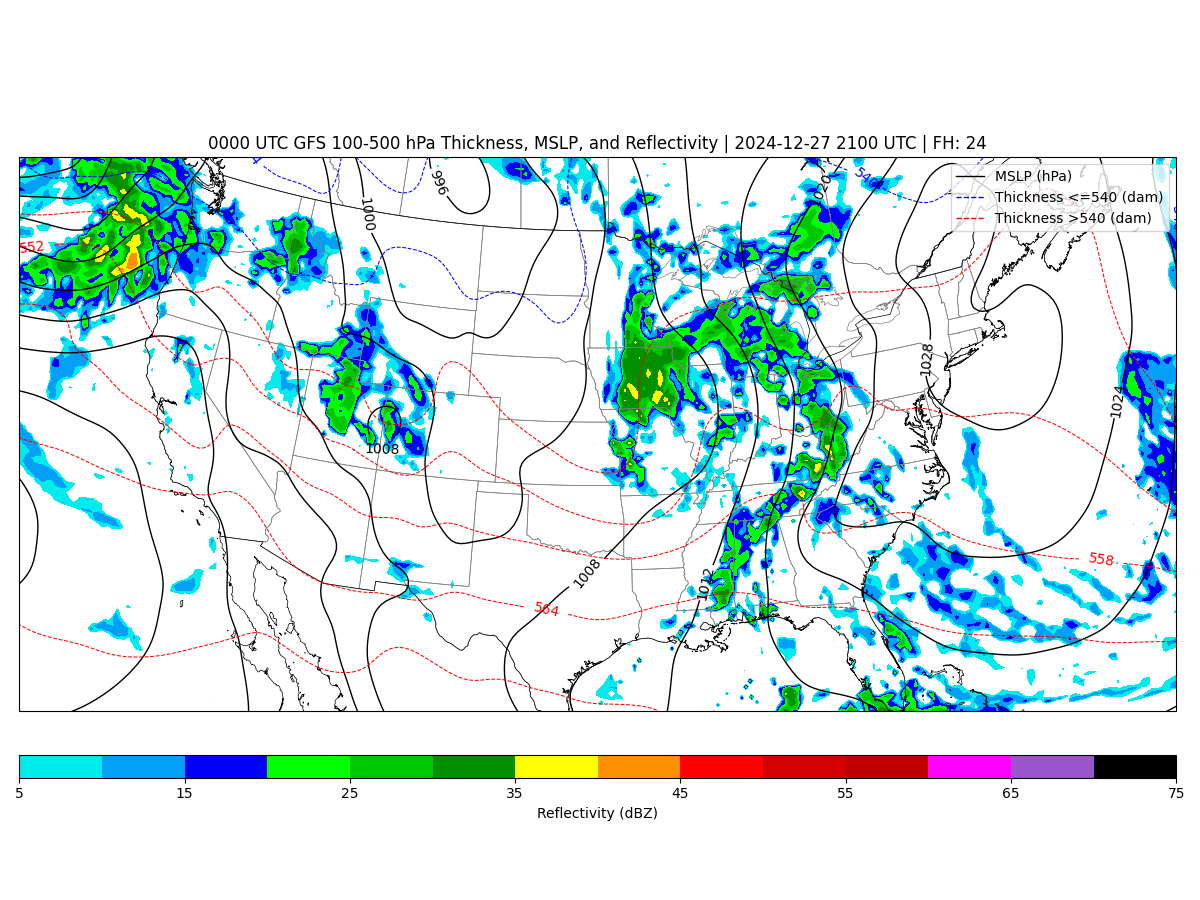 0000 UTC GFS 100-500 hPa Thickness, MSLP, and Reflectivity | 2024-12-27 2100 UTC | FH: 24
MSLP (hPa)
Thickness <=540 (dam)
Thickness >540 (dam)
996
1000
1020
540
552
1028
1024
1008
558
1008
1012
564
5 15 25 35 45 55 65 75
Reflectivity (dBZ)